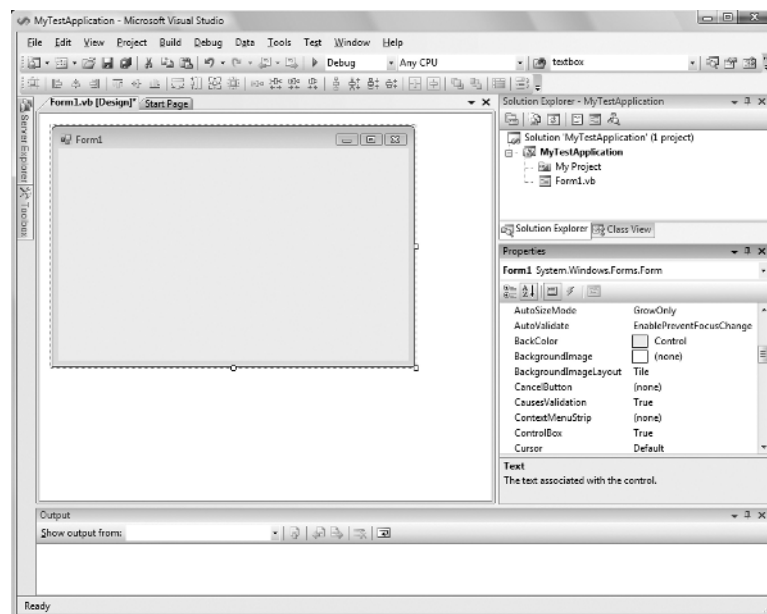 MyTestApplication - Microsoft Visual Studio
File Edit View Project Build Debug Data Tools Test Window Help
Debug Any CPU textbox
Form1.vb [Design]* Start Page
Server Explorer
Toolbox
Form1
Solution Explorer - MyTestApplication
Solution 'MyTestApplication' (1 project)
MyTestApplication
My Project
Form1.vb
Solution Explorer Class View
Properties
Form1 System.Windows.Forms.Form
AutoSizeMode GrowOnly
AutoValidate EnablePreventFocusChange
BackColor Control
BackgroundImage (none)
BackgroundImageLayout Tile
CancelButton (none)
CausesValidation True
ContextMenuStrip (none)
ControlBox True
Cursor Default
Text
The text associated with the control.
Output
Show output from:
Ready